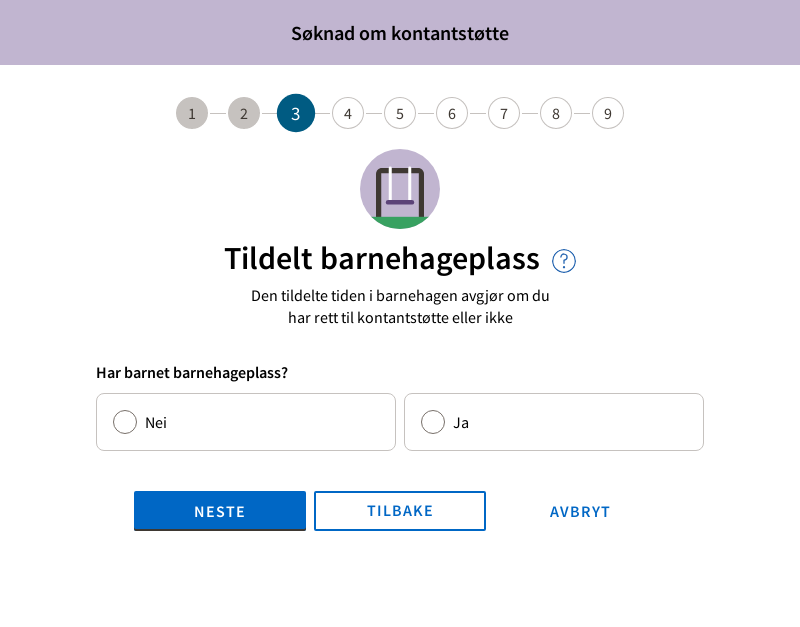 Søknad om kontantstøtte
1 2 3 4 5 6 7 8 9
Tildelt barnehageplass ?
Den tildelte tiden i barnehagen avgjør om du
har rett til kontantstøtte eller ikke
Har barnet barnehageplass?
Nei Ja
NESTE TILBAKE AVBRYT